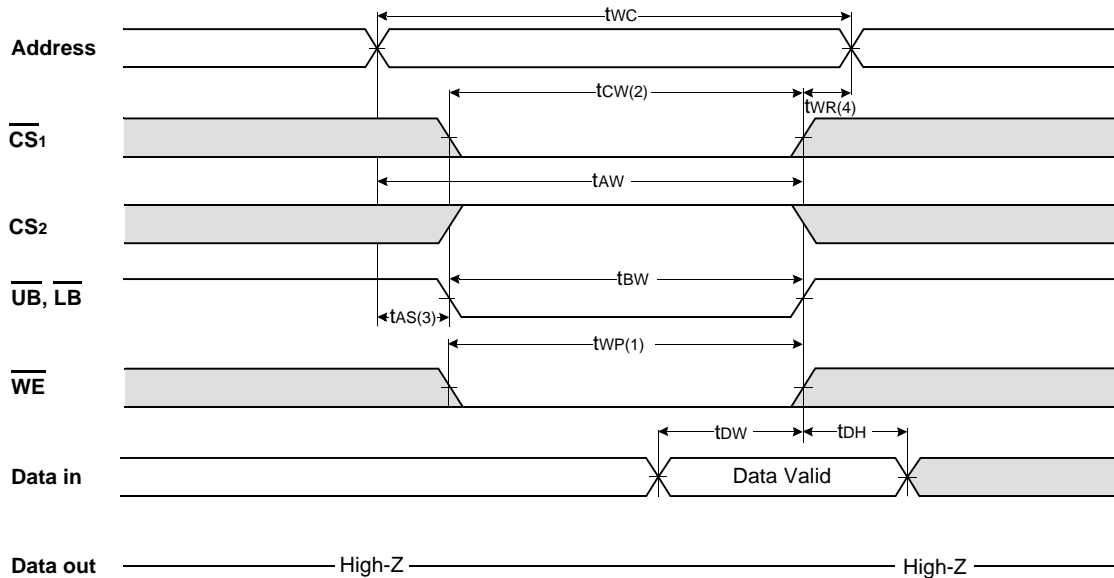 tWC
Address
tCW(2)
tWR(4)
CS1
tAW
CS2
tBW
UB, LB
tAS(3)
tWP(1)
WE
tDW
tDH
Data in
Data Valid
Data out
High-Z
High-Z